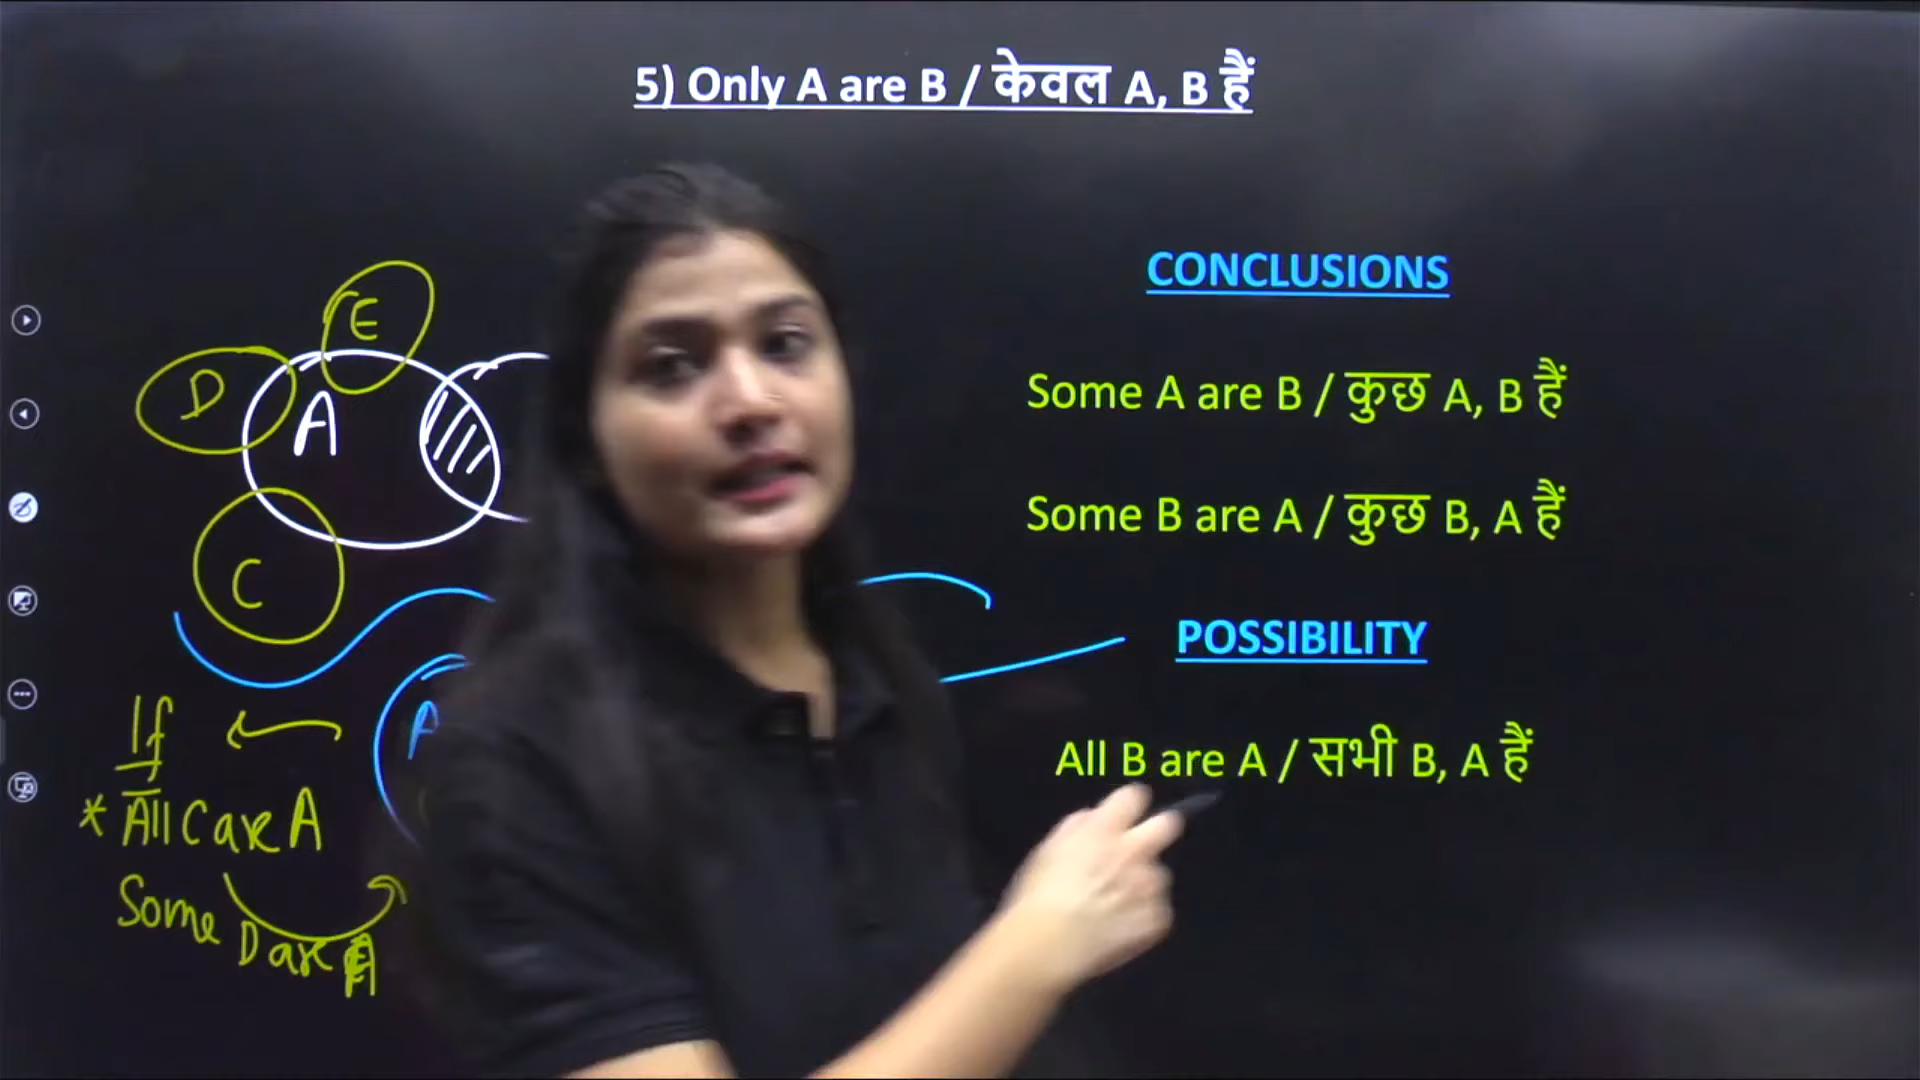 5) Only A are B / केवल A, B हैं
CONCLUSIONS
Some A are B / कुछ A, B हैं
Some B are A / कुछ B, A हैं
POSSIBILITY
All B are A / सभी B, A हैं
E
D
A
C
A
If
* All C are A
Some D are A